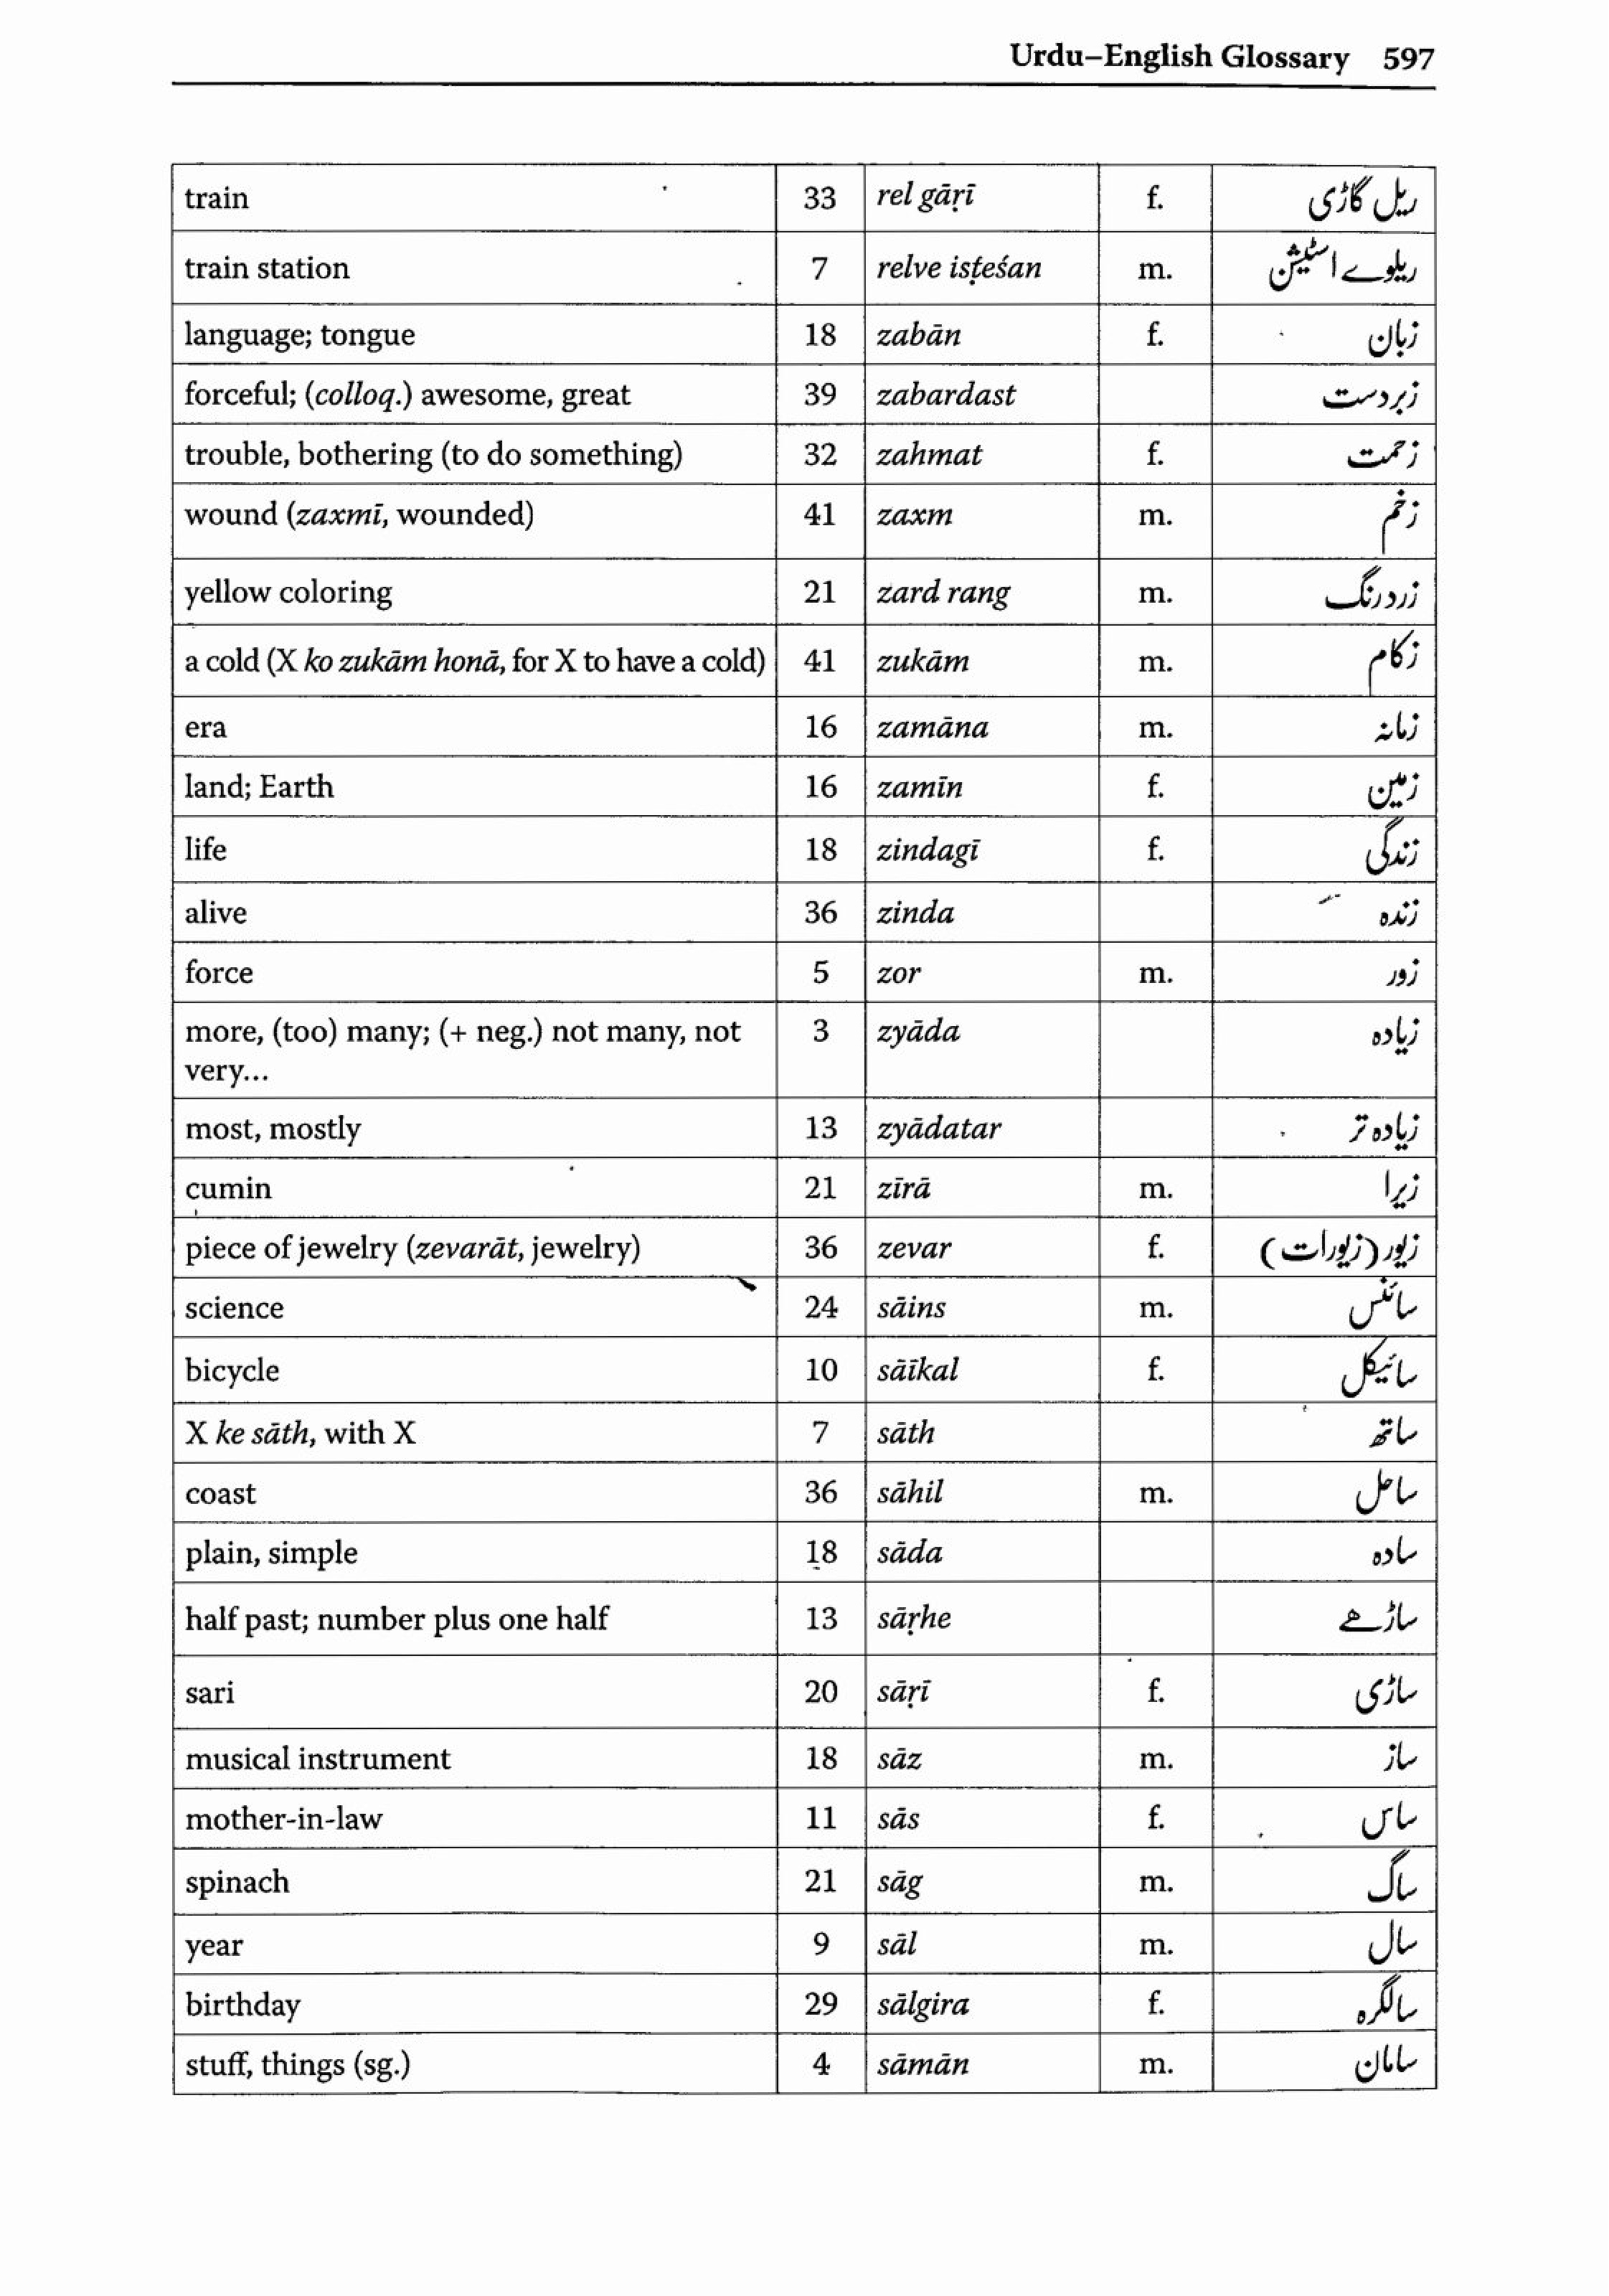 Urdu–English Glossary 597
train 33 rel gāṛī f. ریل گاڑی
train station 7 relve isṭeśan m. ریلوے اسٹیشن
language; tongue 18 zabān f. زبان
forceful; (colloq.) awesome, great 39 zabardast زبردست
trouble, bothering (to do something) 32 zahmat f. زحمت
wound (zaxmī, wounded) 41 zaxm m. زخم
yellow coloring 21 zard rang m. زرد رنگ
a cold (X ko zukām honā, for X to have a cold) 41 zukām m. زکام
era 16 zamāna m. زمانہ
land; Earth 16 zamīn f. زمین
life 18 zindagī f. زندگی
alive 36 zinda زندہ
force 5 zor m. زور
more, (too) many; (+ neg.) not many, not 3 zyāda زیادہ
very...
most, mostly 13 zyādatar زیادہ تر
cumin 21 zīrā m. زیرا
piece of jewelry (zevarāt, jewelry) 36 zevar f. زیور (زیورات)
science 24 sāins m. سائنس
bicycle 10 sāīkal f. سائیکل
X ke sāth, with X 7 sāth ساتھ
coast 36 sāhil m. ساحل
plain, simple 18 sāda سادہ
half past; number plus one half 13 sāṛhe ساڑھے
sari 20 sāṛī f. ساڑی
musical instrument 18 sāz m. ساز
mother-in-law 11 sās f. ساس
spinach 21 sāg m. ساگ
year 9 sāl m. سال
birthday 29 sālgira f. سالگرہ
stuff, things (sg.) 4 sāmān m. سامان